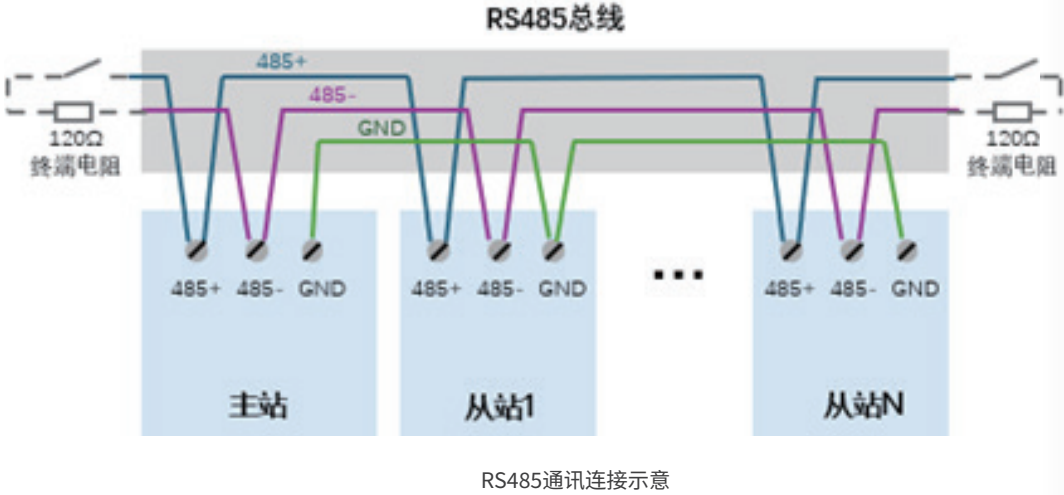 RS485总线
485+
485-
GND
120Ω
终端电阻
120Ω
终端电阻
485+ 485- GND
485+ 485- GND
485+ 485- GND
...
主站
从站1
从站N
RS485通讯连接示意